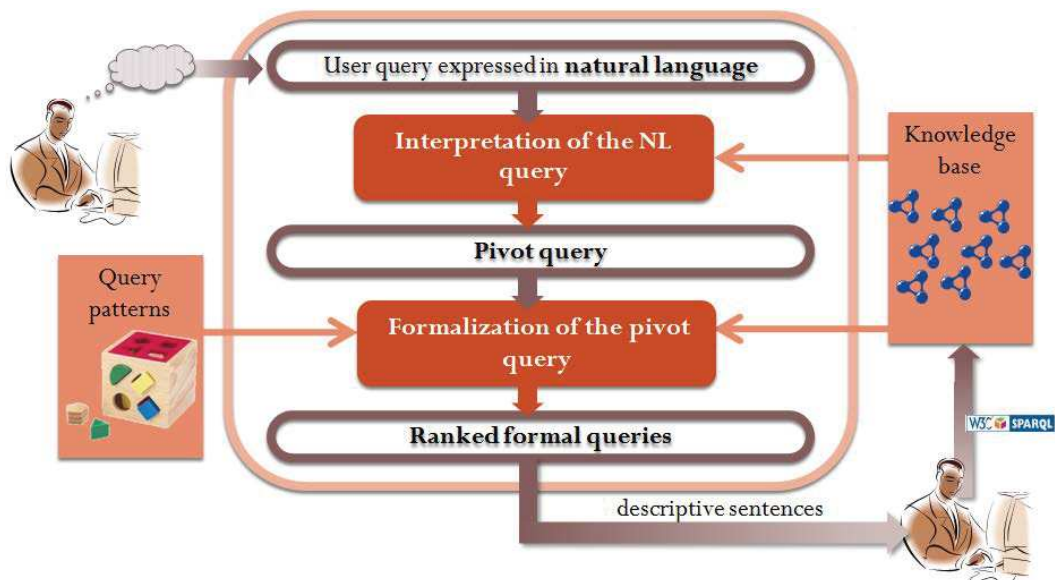 User query expressed in natural language
Interpretation of the NL
query
Knowledge
base
Pivot query
Query
patterns
Formalization of the pivot
query
Ranked formal queries
W3C SPARQL
descriptive sentences